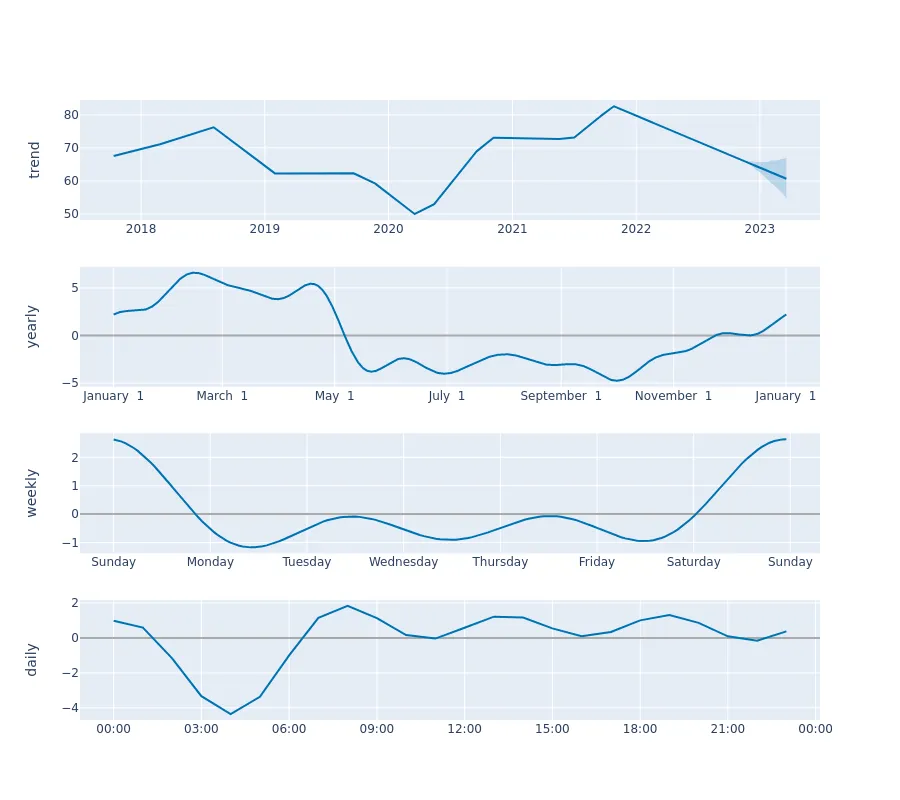 trend
80
70
60
50
2018 2019 2020 2021 2022 2023
yearly
5
0
−5
January 1 March 1 May 1 July 1 September 1 November 1 January 1
weekly
2
1
0
−1
Sunday Monday Tuesday Wednesday Thursday Friday Saturday Sunday
daily
2
0
−2
−4
00:00 03:00 06:00 09:00 12:00 15:00 18:00 21:00 00:00